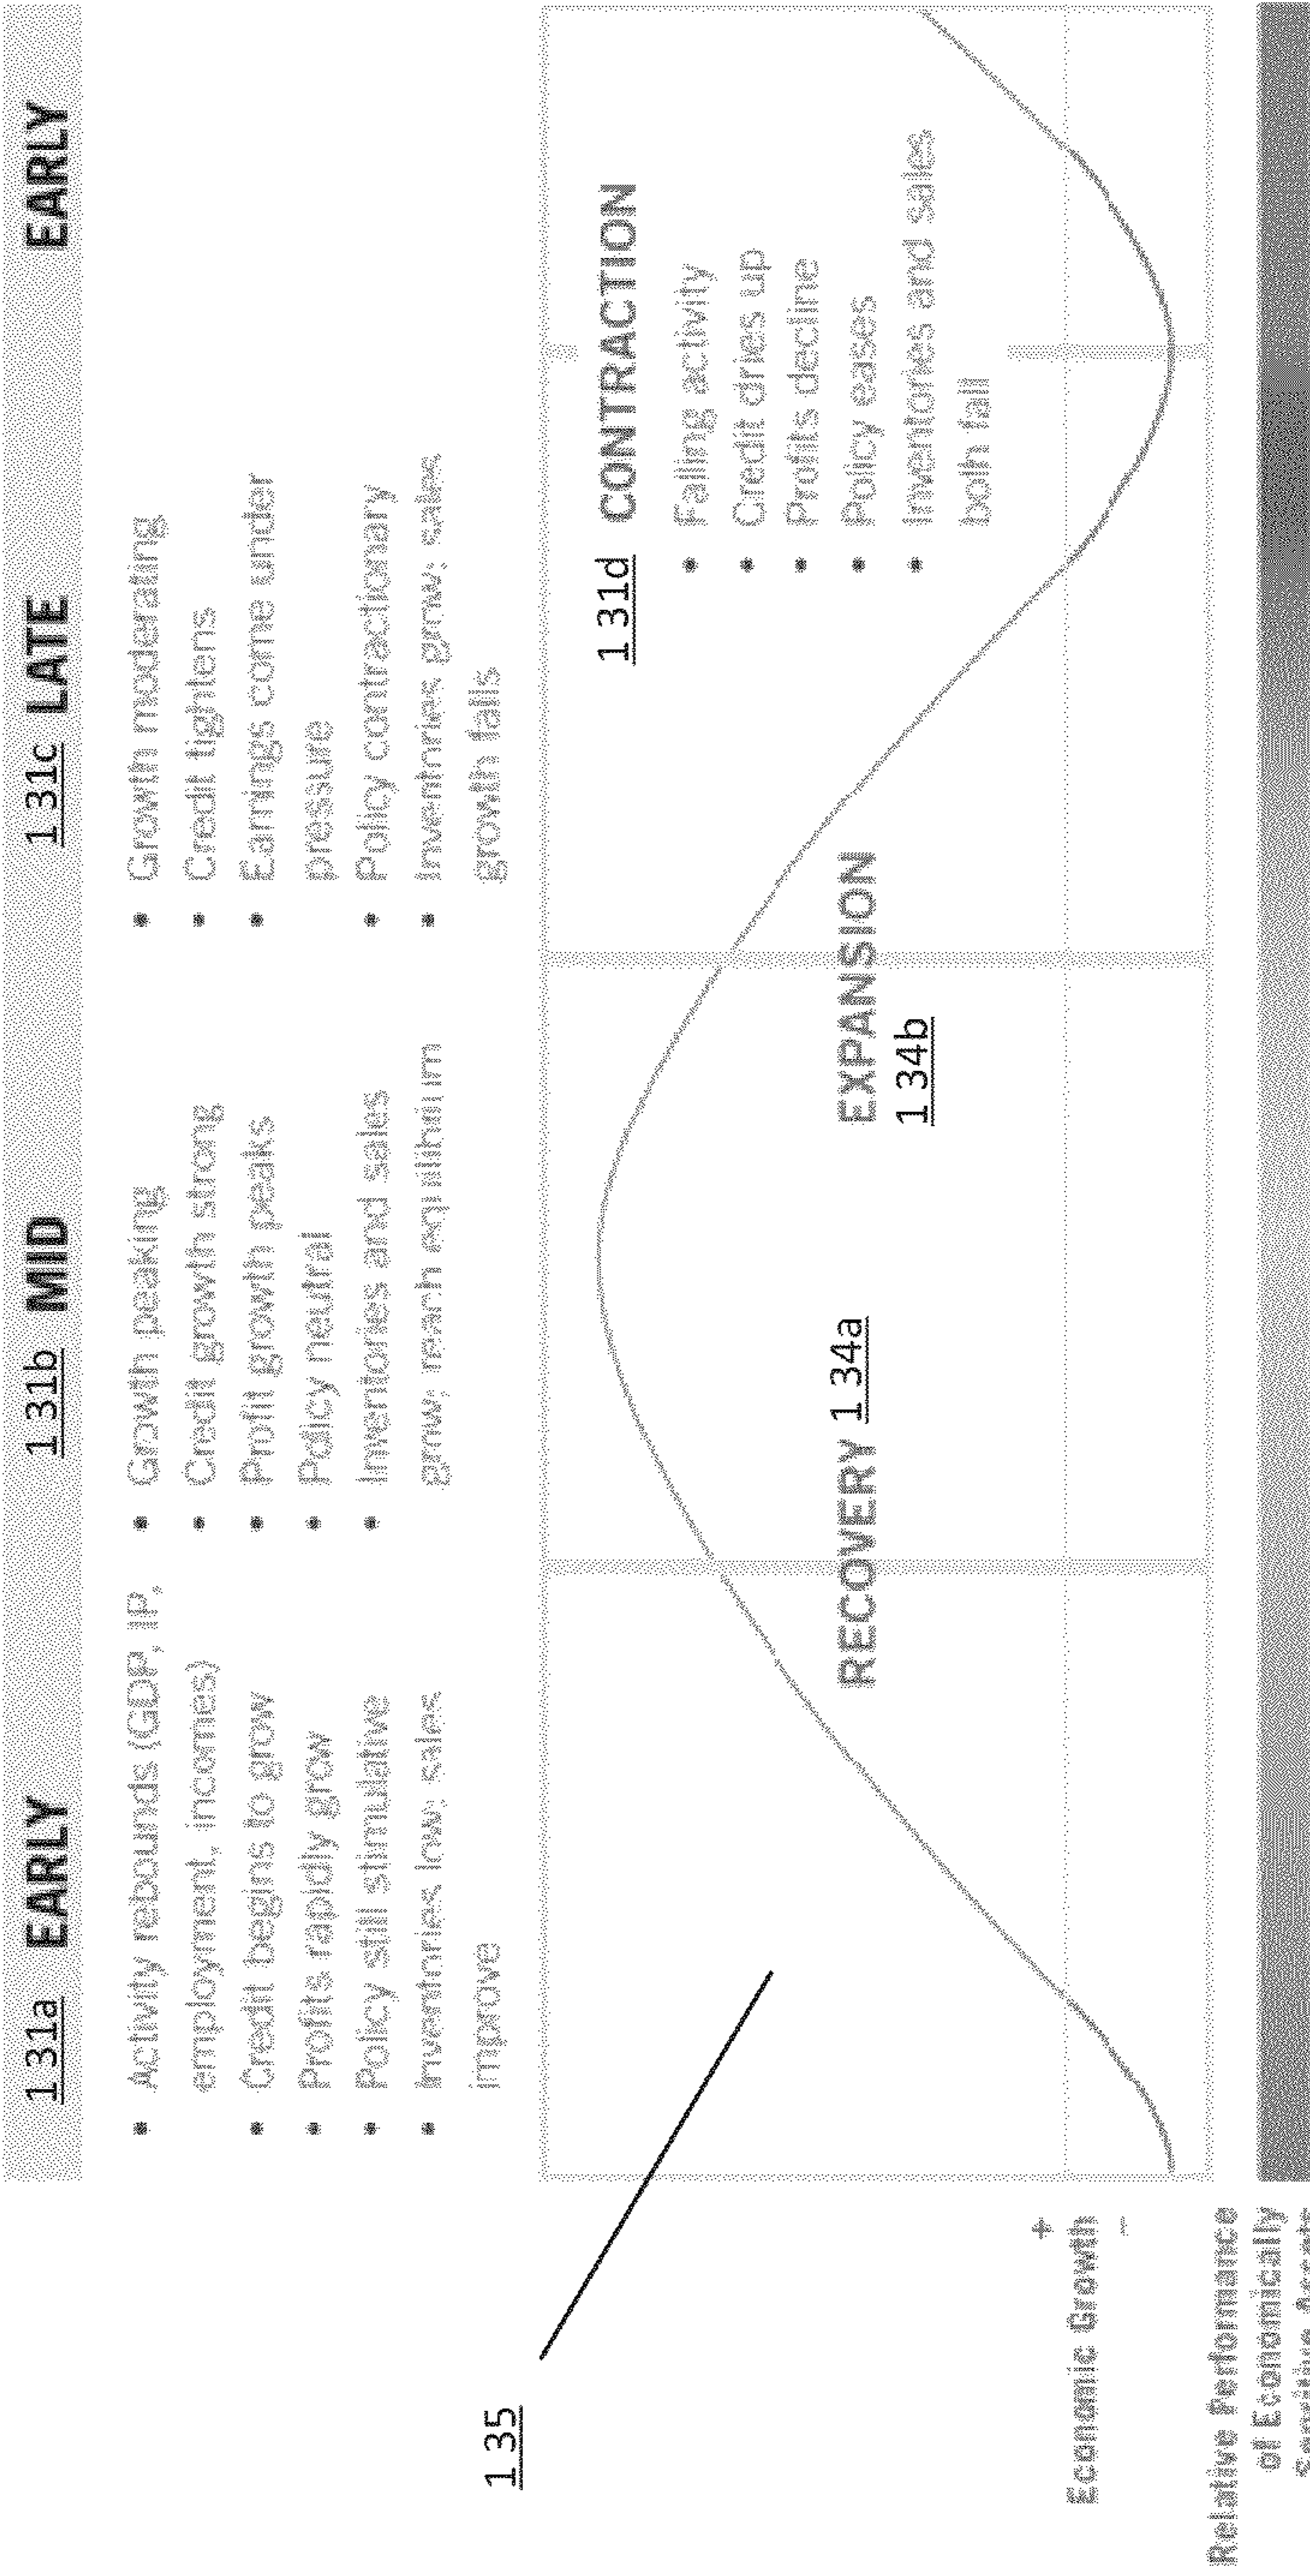 131a EARLY
131b MID
131c LATE
EARLY
• Activity rebounds (GDP, IP,
employment, incomes)
• Credit begins to grow
• Profits rapidly grow
• Policy still stimulative
• Inventories low; sales
improve
• Growth peaking
• Credit growth strong
• Profit growth peaks
• Policy neutral
• Inventories and sales
grow; reach equilibrium
• Growth moderating
• Credit tightens
• Earnings come under
pressure
• Policy contractionary
• Inventories grow; sales
growth falls
135
131d CONTRACTION
• Falling activity
• Credit dries up
• Profits decline
• Policy eases
• Inventories and sales
both fall
RECOVERY 134a
EXPANSION
134b
+
Economic Growth
–
Relative Performance
of Economically